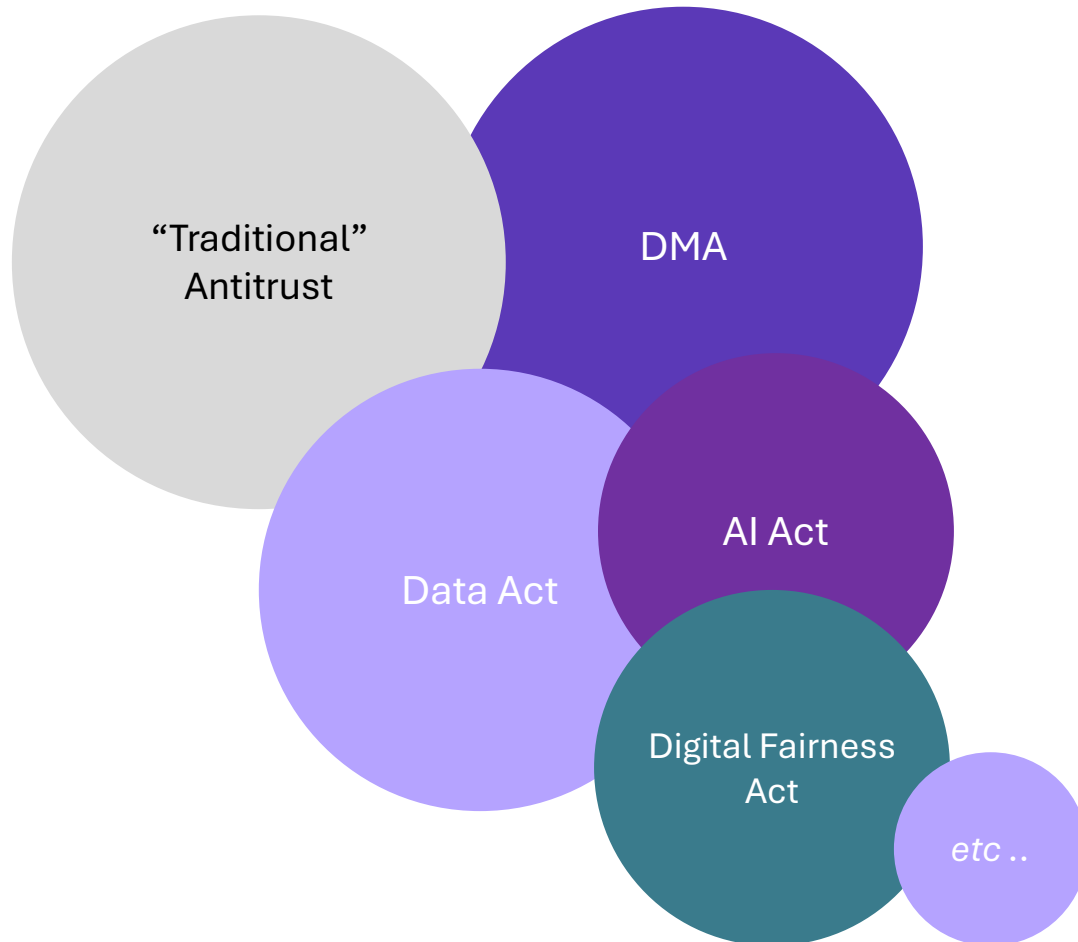 “Traditional”
Antitrust
DMA
AI Act
Data Act
Digital Fairness
Act
etc ..